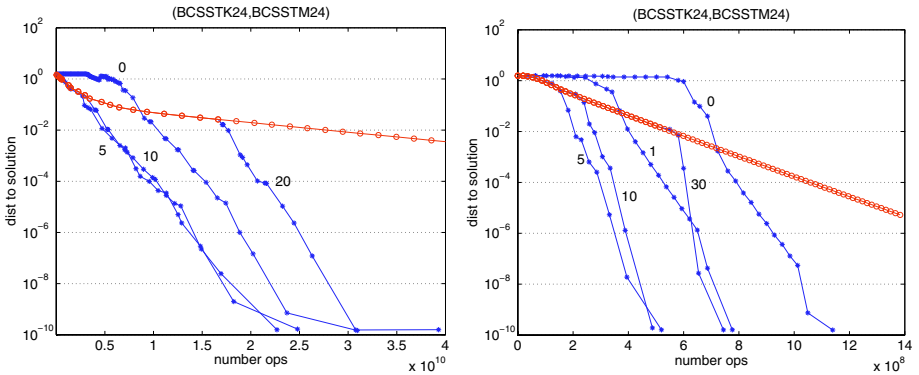 (BCSSTK24,BCSSTM24)
10^2
10^0
10^-2
10^-4
10^-6
10^-8
10^-10
dist to solution
0
5
10
20
0.5 1 1.5 2 2.5 3 3.5 4
number ops
x 10^10
(BCSSTK24,BCSSTM24)
10^2
10^0
10^-2
10^-4
10^-6
10^-8
10^-10
dist to solution
0
1
5
10
30
0 2 4 6 8 10 12 14
number ops
x 10^8